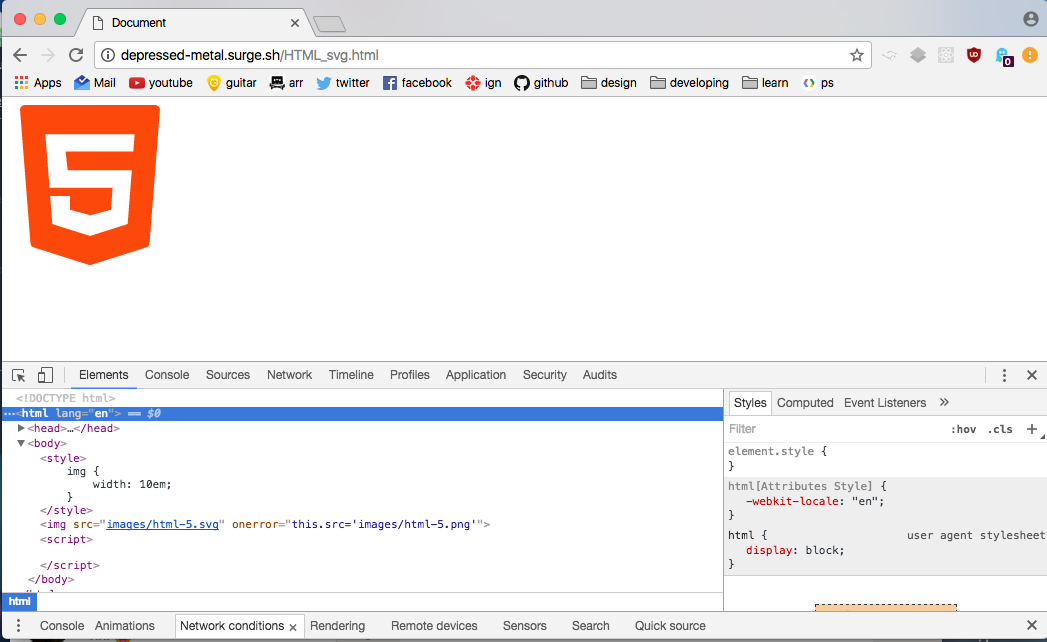 Document
depressed-metal.surge.sh/HTML_svg.html
Apps Mail youtube guitar arr twitter facebook ign github design developing learn ps
5
Elements Console Sources Network Timeline Profiles Application Security Audits
<!DOCTYPE html>
…<html lang="en"> == $0
<head>…</head>
<body>
<style>
img {
width: 10em;
}
</style>
<img src="images/html-5.svg" onerror="this.src='images/html-5.png'">
<script>
</script>
</body>
html
Styles Computed Event Listeners »
Filter :hov .cls +
element.style {
}
html[Attributes Style] {
-webkit-locale: "en";
}
html { user agent stylesheet
display: block;
}
Console Animations Network conditions × Rendering Remote devices Sensors Search Quick source